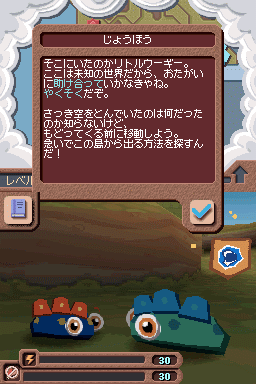 じょうほう
そこにいたのかリトルウーギー。
ここは未知の世界だから、おたがい
に助け合っていかなきゃね。
やくそくだぞ。
さっき空をとんでいたのは何だった
のか知らないけど、
もどってくる前に移動しよう。
急いでこの島から出る方法を探すん
だ！
レベル
30
30